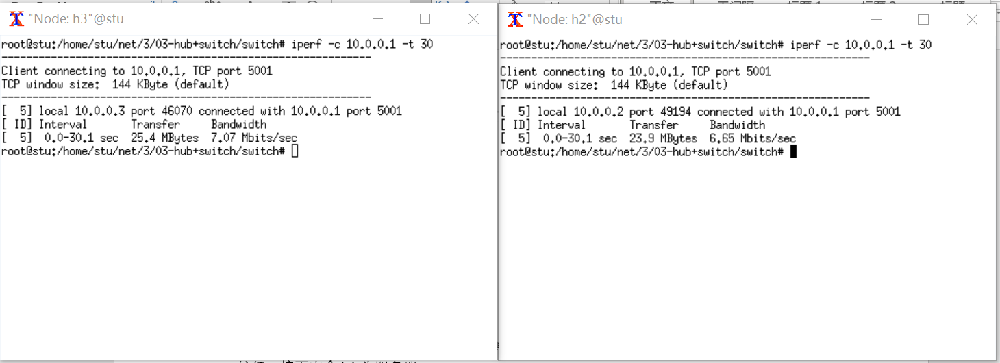 "Node: h3"@stu
root@stu:/home/stu/net/3/03-hub+switch/switch# iperf -c 10.0.0.1 -t 30
------------------------------------------------------------
Client connecting to 10.0.0.1, TCP port 5001
TCP window size:  144 KByte (default)
------------------------------------------------------------
[  5] local 10.0.0.3 port 46070 connected with 10.0.0.1 port 5001
[ ID] Interval       Transfer     Bandwidth
[  5]  0.0-30.1 sec  25.4 MBytes  7.07 Mbits/sec
root@stu:/home/stu/net/3/03-hub+switch/switch#
"Node: h2"@stu
root@stu:/home/stu/net/3/03-hub+switch/switch# iperf -c 10.0.0.1 -t 30
------------------------------------------------------------
Client connecting to 10.0.0.1, TCP port 5001
TCP window size:  144 KByte (default)
------------------------------------------------------------
[  5] local 10.0.0.2 port 49194 connected with 10.0.0.1 port 5001
[ ID] Interval       Transfer     Bandwidth
[  5]  0.0-30.1 sec  23.9 MBytes  6.65 Mbits/sec
root@stu:/home/stu/net/3/03-hub+switch/switch#